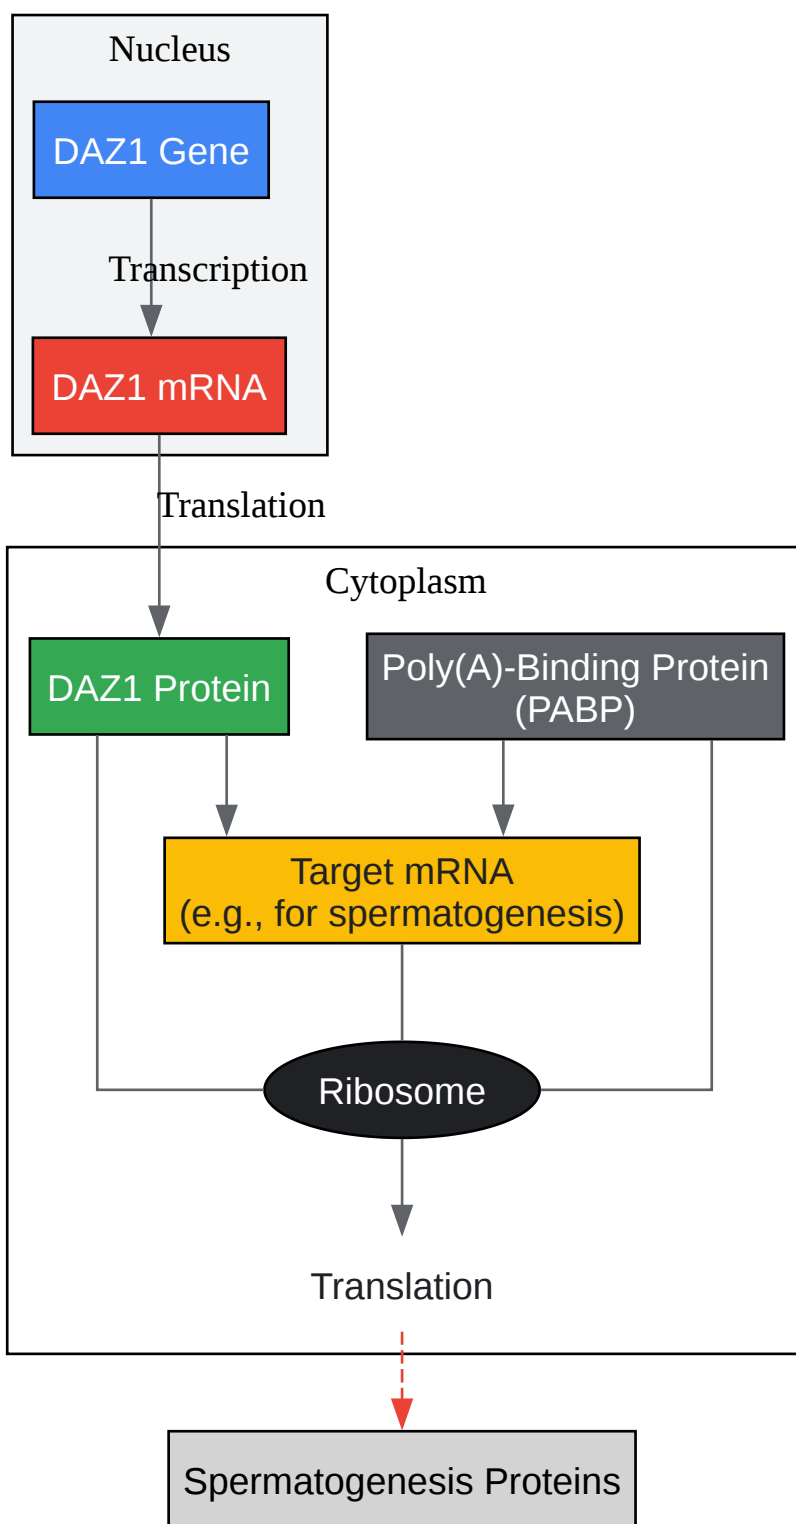 Nucleus
DAZ1 Gene
Transcription
DAZ1 mRNA
Translation
Cytoplasm
DAZ1 Protein
Poly(A)-Binding Protein
(PABP)
Target mRNA
(e.g., for spermatogenesis)
Ribosome
Translation
Spermatogenesis Proteins